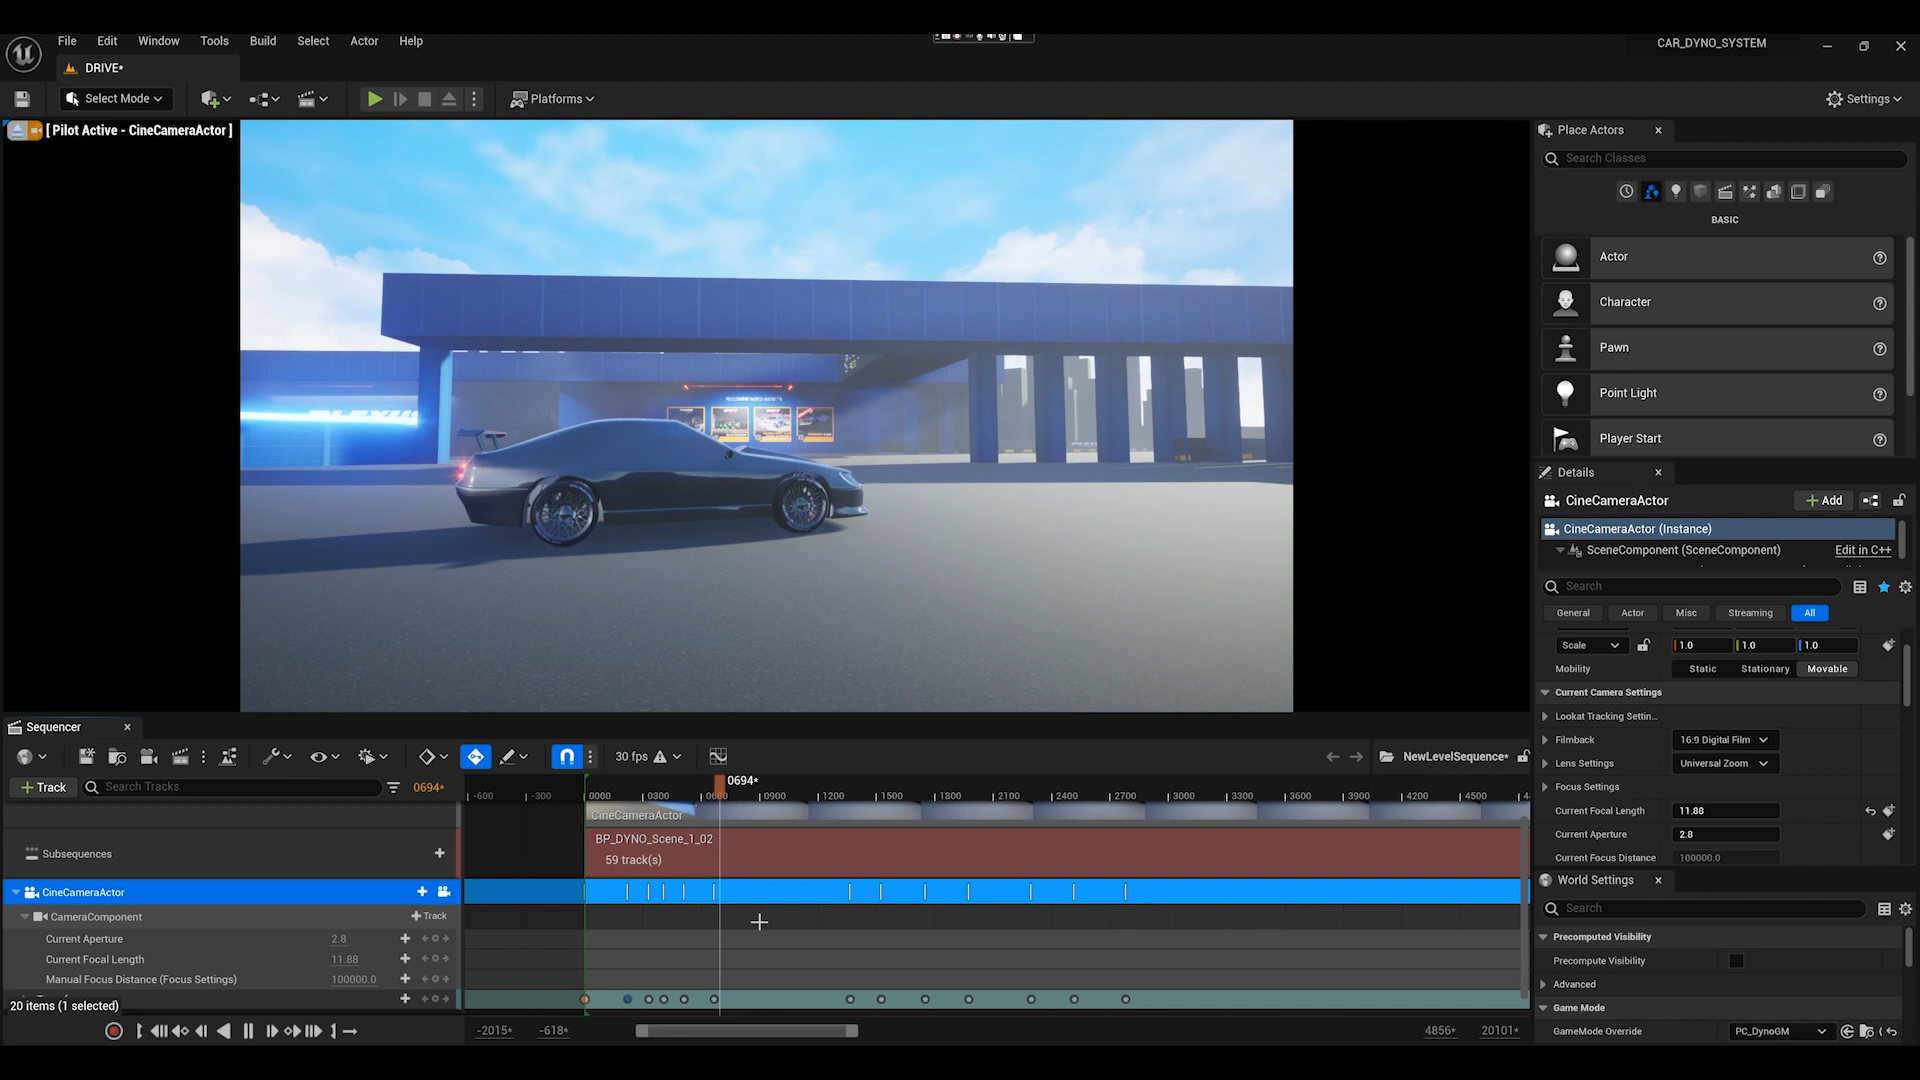 File Edit Window Tools Build Select Actor Help
CAR_DYNO_SYSTEM
DRIVE*
Select Mode
Platforms
Settings
[ Pilot Active - CineCameraActor ]
RECOMMENDED ASSETS
Place Actors
Search Classes
BASIC
Actor
Character
Pawn
Point Light
Player Start
Details
CineCameraActor
Add
CineCameraActor (Instance)
SceneComponent (SceneComponent) Edit in C++
Search
General Actor Misc Streaming All
Scale 1.0 1.0 1.0
Mobility Static Stationary Movable
Current Camera Settings
Lookat Tracking Settin...
Filmback 16:9 Digital Film
Lens Settings Universal Zoom
Focus Settings
Current Focal Length 11.88
Current Aperture 2.8
Current Focus Distance 100000.0
World Settings
Search
Precomputed Visibility
Precompute Visibility
Advanced
Game Mode
GameMode Override PC_DynoGM
Sequencer
30 fps
NewLevelSequence*
+ Track Search Tracks 0694*
0694*
-600 -300 0000 0300 0600 0900 1200 1500 1800 2100 2400 2700 3000 3300 3600 3900 4200 4500
CineCameraActor
BP_DYNO_Scene_1_02
59 track(s)
Subsequences
CineCameraActor
CameraComponent + Track
Current Aperture 2.8
Current Focal Length 11.88
Manual Focus Distance (Focus Settings) 100000.0
20 items (1 selected)
-2015* -618* 4856* 20101*